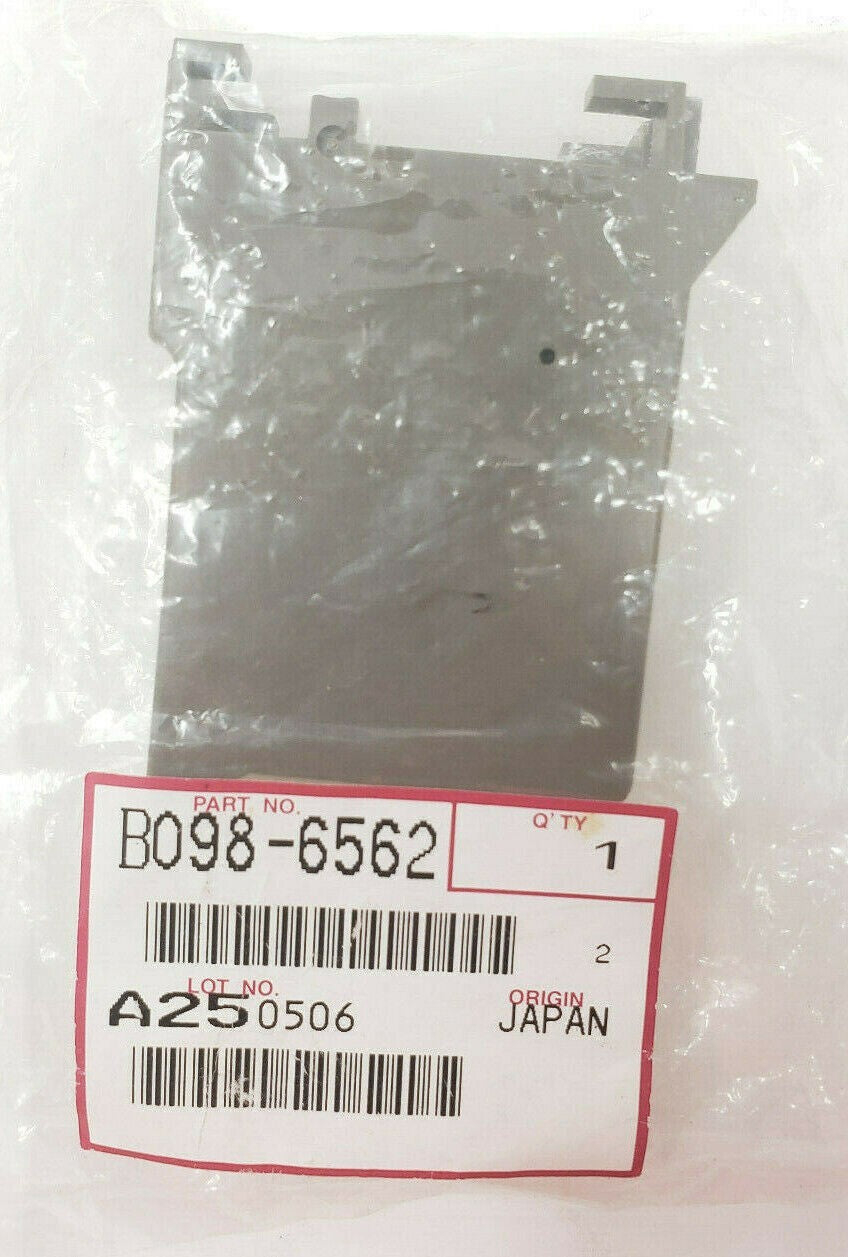 PART NO.
B098-6562
Q'TY
1
2
LOT NO.
A250506
ORIGIN
JAPAN